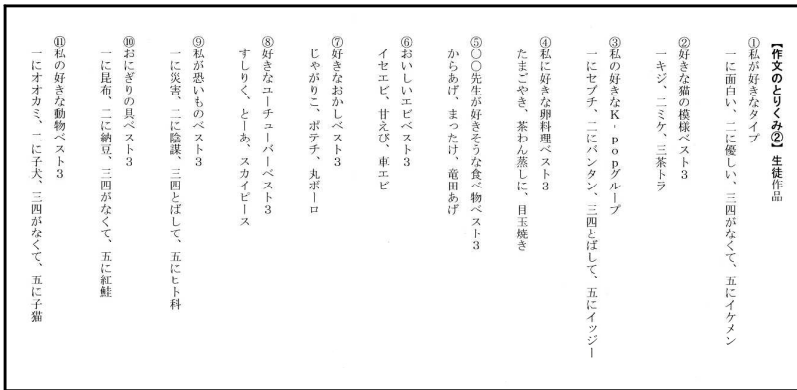 【作文のとりくみ②】生徒作品
①私が好きなタイプ
一に面白い、二に優しい、三四がなくて、五にイケメン
②好きな猫の模様ベスト3
一キジ、二ミケ、三茶トラ
③私の好きなK‐popグループ
一にセブチ、二にバンタン、三四とばして、五にイッジー
④私に好きな卵料理ベスト3
たまごやき、茶わん蒸しに、目玉焼き
⑤〇〇先生が好きそうな食べ物ベスト3
からあげ、まったけ、竜田あげ
⑥おいしいエビベスト3
イセエビ、甘えび、車エビ
⑦好きなおかしベスト3
じゃがりこ、ポテチ、丸ボーロ
⑧好きなユーチューバーベスト3
すしりく、とーあ、スカイピース
⑨私が恐いものベスト3
一に災害、二に陰謀、三四とばして、五にヒト科
⑩おにぎりの具ベスト3
一に昆布、二に納豆、三四がなくて、五に紅鮭
⑪私の好きな動物ベスト3
一にオオカミ、二に子犬、三四がなくて、五に子猫